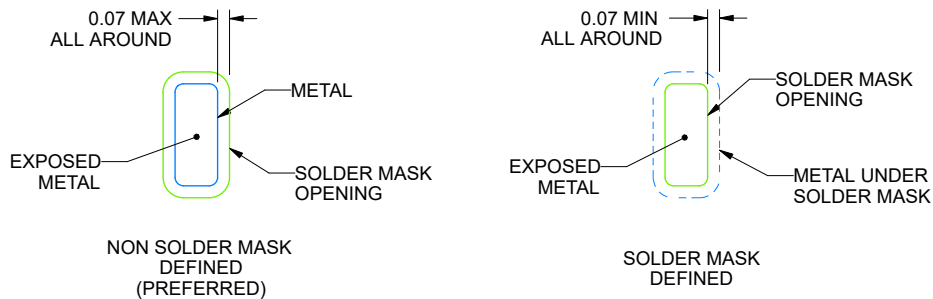 0.07 MAX
ALL AROUND
METAL
EXPOSED
METAL
SOLDER MASK
OPENING
NON SOLDER MASK
DEFINED
(PREFERRED)
0.07 MIN
ALL AROUND
SOLDER MASK
OPENING
EXPOSED
METAL
METAL UNDER
SOLDER MASK
SOLDER MASK
DEFINED